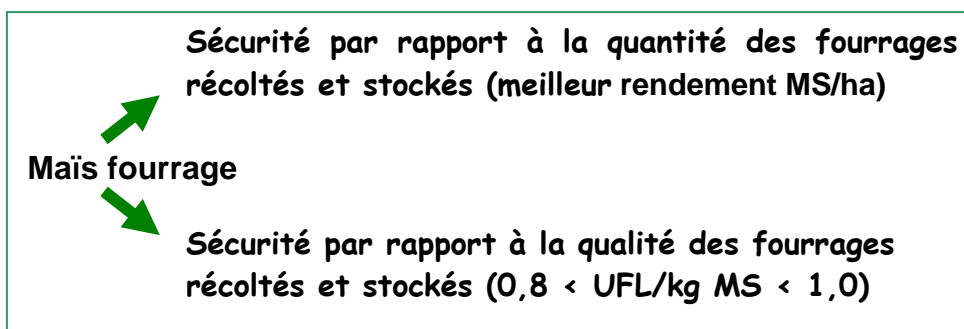 Sécurité par rapport à la quantité des fourrages
récoltés et stockés (meilleur rendement MS/ha)
Maïs fourrage
Sécurité par rapport à la qualité des fourrages
récoltés et stockés (0,8 < UFL/kg MS < 1,0)